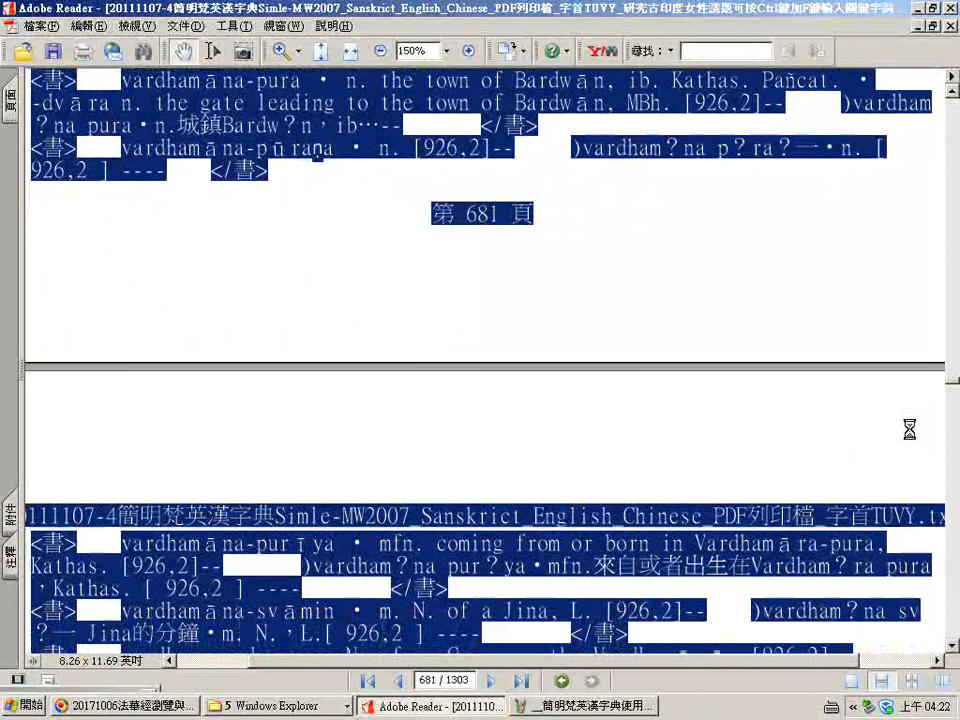 Adobe Reader - [20111107-4簡明梵英漢字典Simle-MW2007_Sanskrict_English_Chinese_PDF列印檔_字首TUVY_研究古印度女性議題可按Ctrl鍵加F鍵輸入關鍵字詞
檔案(F) 編輯(E) 檢視(V) 文件(D) 工具(T) 視窗(W) 說明(H)
150% Y! 尋找：
頁面
<書> vardhamāna-pura • n. the town of Bardwān, ib. Kathas. Pañcat. •
-dvāra n. the gate leading to the town of Bardwān, MBh. [926,2]-- )vardham
?na pura•n.城鎮Bardw?n，ib…-- </書>
<書> vardhamāna-pūraṇa • n. [926,2]-- )vardham?na p?ra?一•n. [
926,2 ] ---- </書>
第 681 頁
附件
注釋
111107-4簡明梵英漢字典Simle-MW2007_Sanskrict_English_Chinese_PDF列印檔_字首TUVY.tx
<書> vardhamāna-purīya • mfn. coming from or born in Vardhamāra-pura,
Kathas. [926,2]-- )vardham?na pur?ya•mfn.來自或者出生在Vardham?ra pura
，Kathas.[ 926,2 ] ---- </書>
<書> vardhamāna-svāmin • m. N. of a Jina, L. [926,2]-- )vardham?na sv
?一 Jina的分鐘•m. N.，L.[ 926,2 ] ---- </書>
8.26 x 11.69 英吋
681 / 1303
開始 20171006法華經瀏覽與... 5 Windows Explorer Adobe Reader - [2011110... __簡明梵英漢字典使用... 上午 04:22